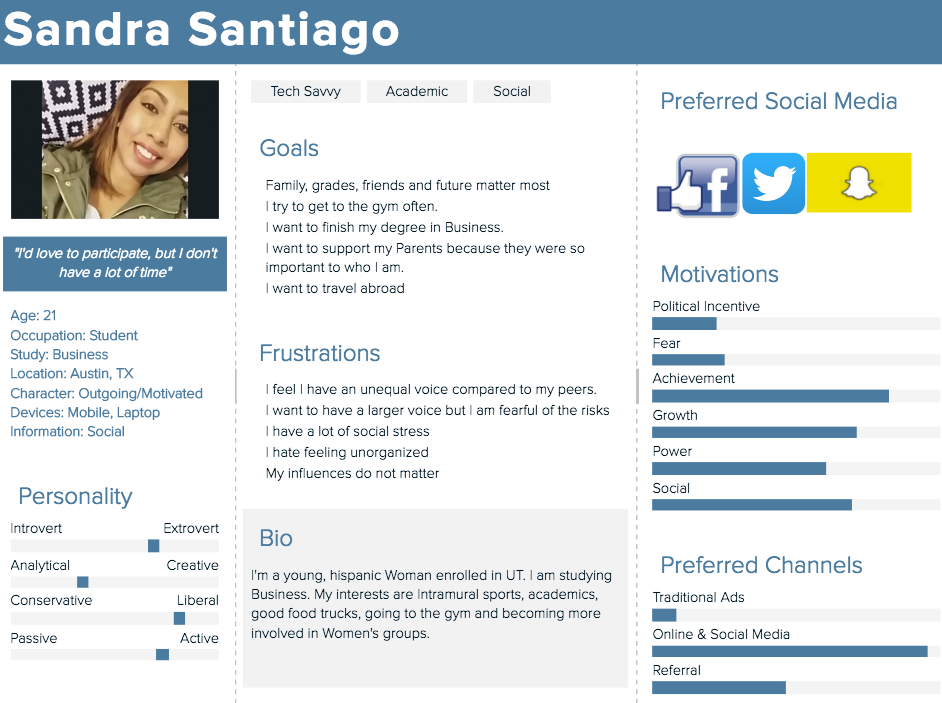 Sandra Santiago
"I'd love to participate, but I don't
have a lot of time"
Age: 21
Occupation: Student
Study: Business
Location: Austin, TX
Character: Outgoing/Motivated
Devices: Mobile, Laptop
Information: Social
Personality
Introvert Extrovert
Analytical Creative
Conservative Liberal
Passive Active
Tech Savvy Academic Social
Goals
Family, grades, friends and future matter most
I try to get to the gym often.
I want to finish my degree in Business.
I want to support my Parents because they were so
important to who I am.
I want to travel abroad
Frustrations
I feel I have an unequal voice compared to my peers.
I want to have a larger voice but I am fearful of the risks
I have a lot of social stress
I hate feeling unorganized
My influences do not matter
Bio
I'm a young, hispanic Woman enrolled in UT. I am studying
Business. My interests are Intramural sports, academics,
good food trucks, going to the gym and becoming more
involved in Women's groups.
Preferred Social Media
f
Motivations
Political Incentive
Fear
Achievement
Growth
Power
Social
Preferred Channels
Traditional Ads
Online & Social Media
Referral